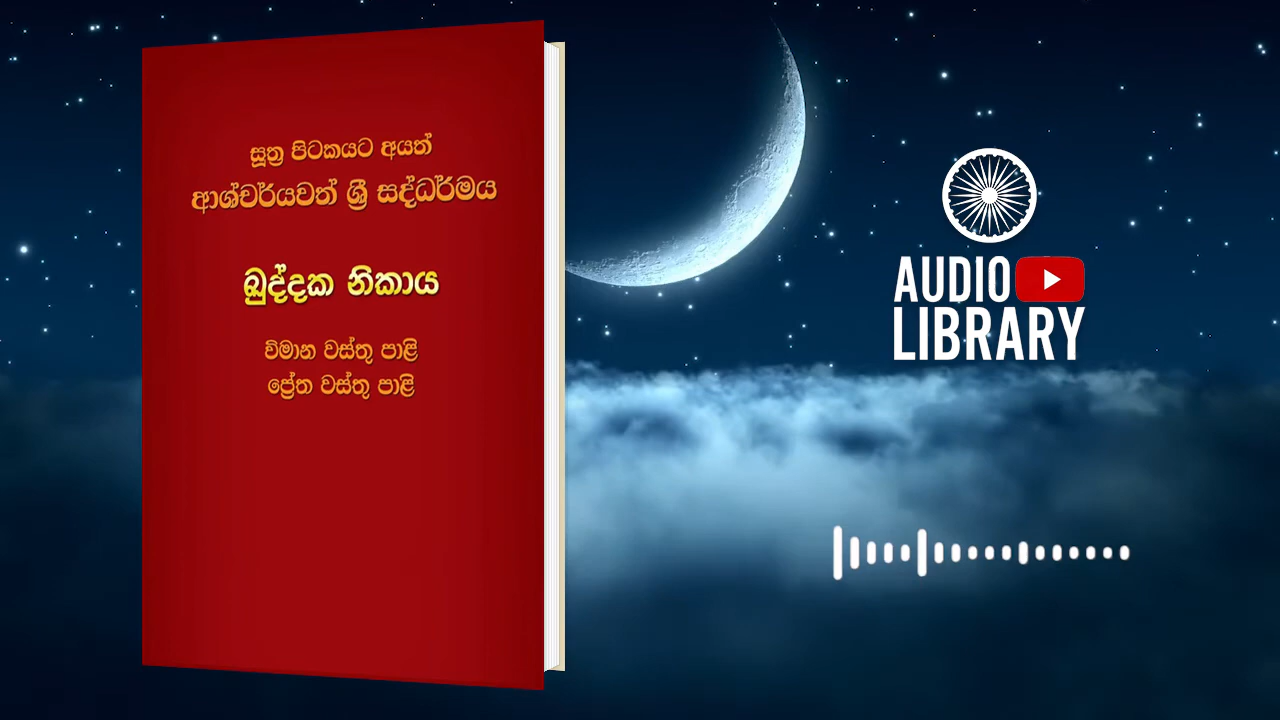 සූත්‍ර පිටකයට අයත්
ආශ්චර්යවත් ශ්‍රී සද්ධර්මය
ඛුද්දක නිකාය
විමාන වස්තු පාළි
ප්‍රේත වස්තු පාළි
AUDIO
LIBRARY